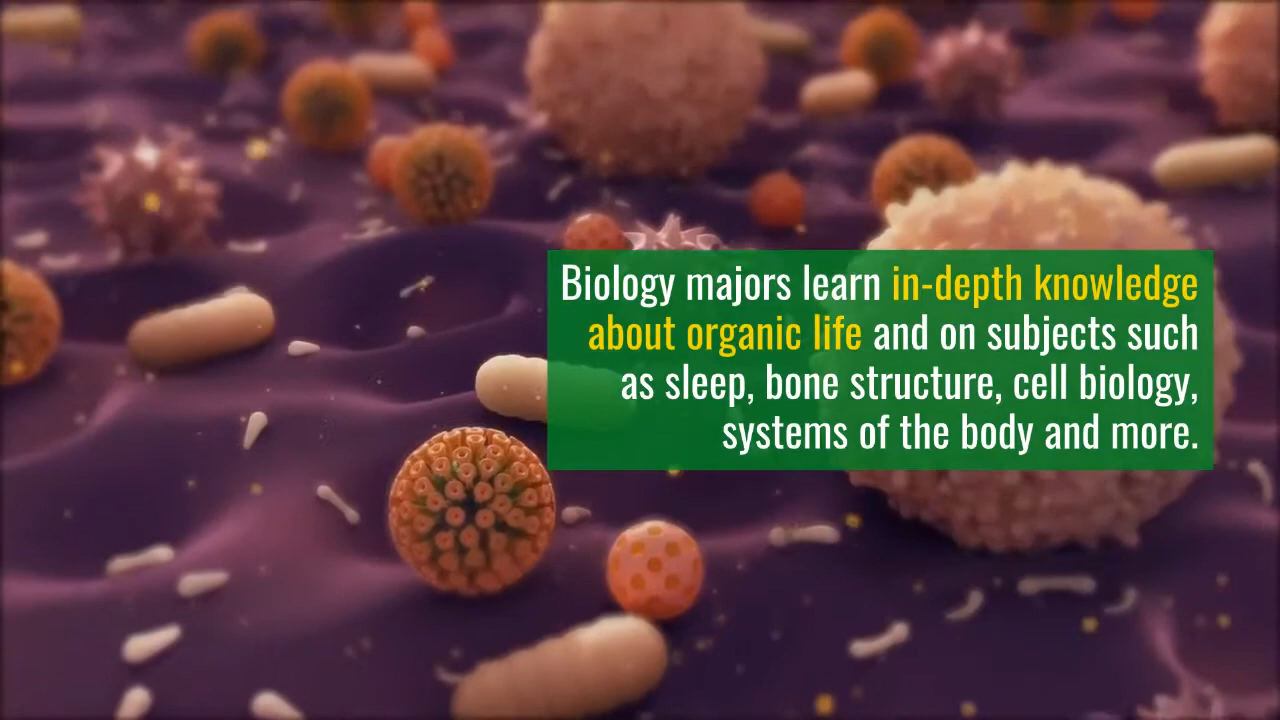 Biology majors learn in-depth knowledge
about organic life and on subjects such
as sleep, bone structure, cell biology,
systems of the body and more.